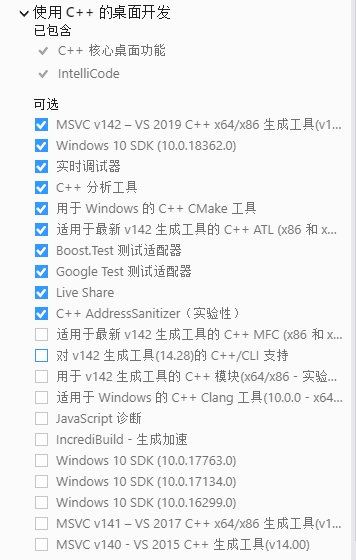 使用 C++ 的桌面开发
已包含
C++ 核心桌面功能
IntelliCode
可选
MSVC v142 – VS 2019 C++ x64/x86 生成工具(v1...
Windows 10 SDK (10.0.18362.0)
实时调试器
C++ 分析工具
用于 Windows 的 C++ CMake 工具
适用于最新 v142 生成工具的 C++ ATL (x86 和 x...
Boost.Test 测试适配器
Google Test 测试适配器
Live Share
C++ AddressSanitizer（实验性）
适用于最新 v142 生成工具的 C++ MFC (x86 和 x...
对 v142 生成工具(14.28)的 C++/CLI 支持
用于 v142 生成工具的 C++ 模块(x64/x86 - 实验...
适用于 Windows 的 C++ Clang 工具(10.0.0 - x64...
JavaScript 诊断
IncrediBuild - 生成加速
Windows 10 SDK (10.0.17763.0)
Windows 10 SDK (10.0.17134.0)
Windows 10 SDK (10.0.16299.0)
MSVC v141 – VS 2017 C++ x64/x86 生成工具(v1...
MSVC v140 - VS 2015 C++ 生成工具(v14.00)